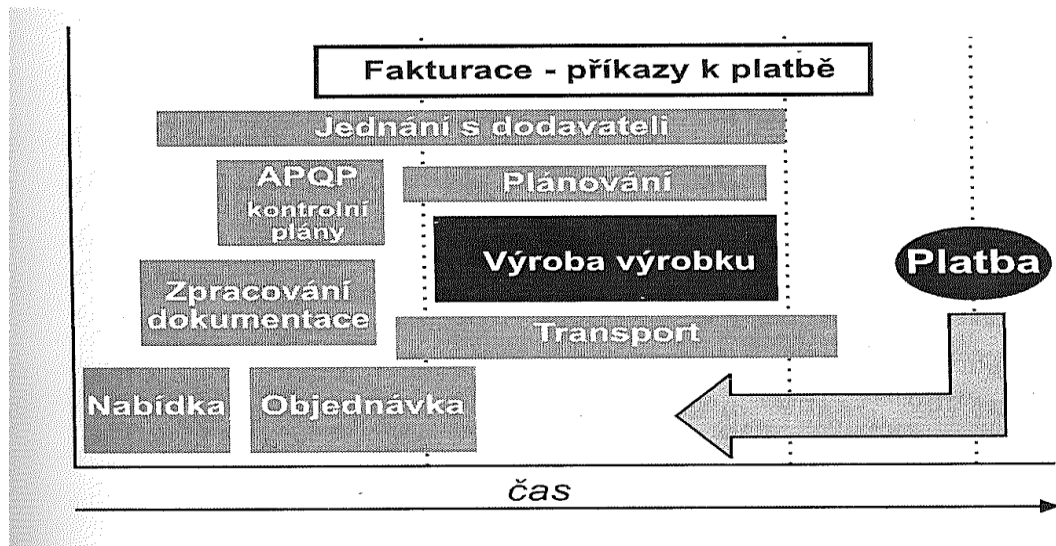 Fakturace - příkazy k platbě
Jednání s dodavateli
APQP
kontrolní
plány
Plánování
Výroba výrobku
Platba
Zpracování
dokumentace
Transport
Nabídka
Objednávka
čas